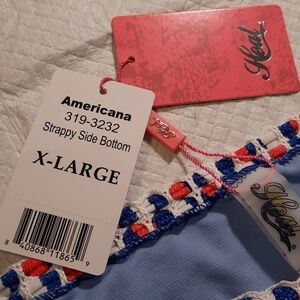 Americana
319-3232
Strappy Side Bottom
X-LARGE
8 40868 11865 9